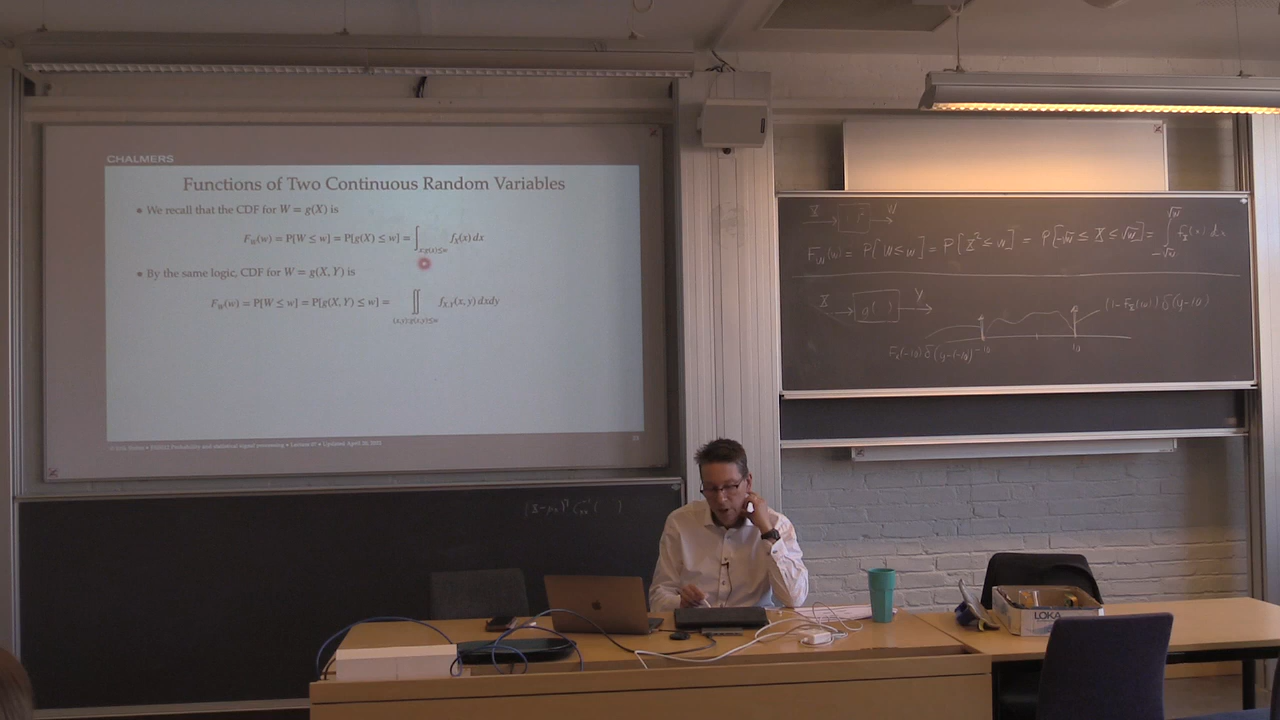 CHALMERS
Functions of Two Continuous Random Variables
• We recall that the CDF for W = g(X) is
F_W(w) = P[W ≤ w] = P[g(X) ≤ w] = ∫_{x:g(x)≤w} f_X(x) dx
• By the same logic, CDF for W = g(X, Y) is
F_W(w) = P[W ≤ w] = P[g(X, Y) ≤ w] = ∬_{(x,y):g(x,y)≤w} f_{X,Y}(x, y) dxdy
X W
F_W(w) = P[W ≤ w] = P[X² ≤ w] = P[-√w ≤ X ≤ √w] = ∫_{-√w}^{√w} f_X(x) dx
X g( ) Y
(1 - F_X(10)) δ(y-10)
F_X(-10) δ(y-(-10)) -10 10
LOKA